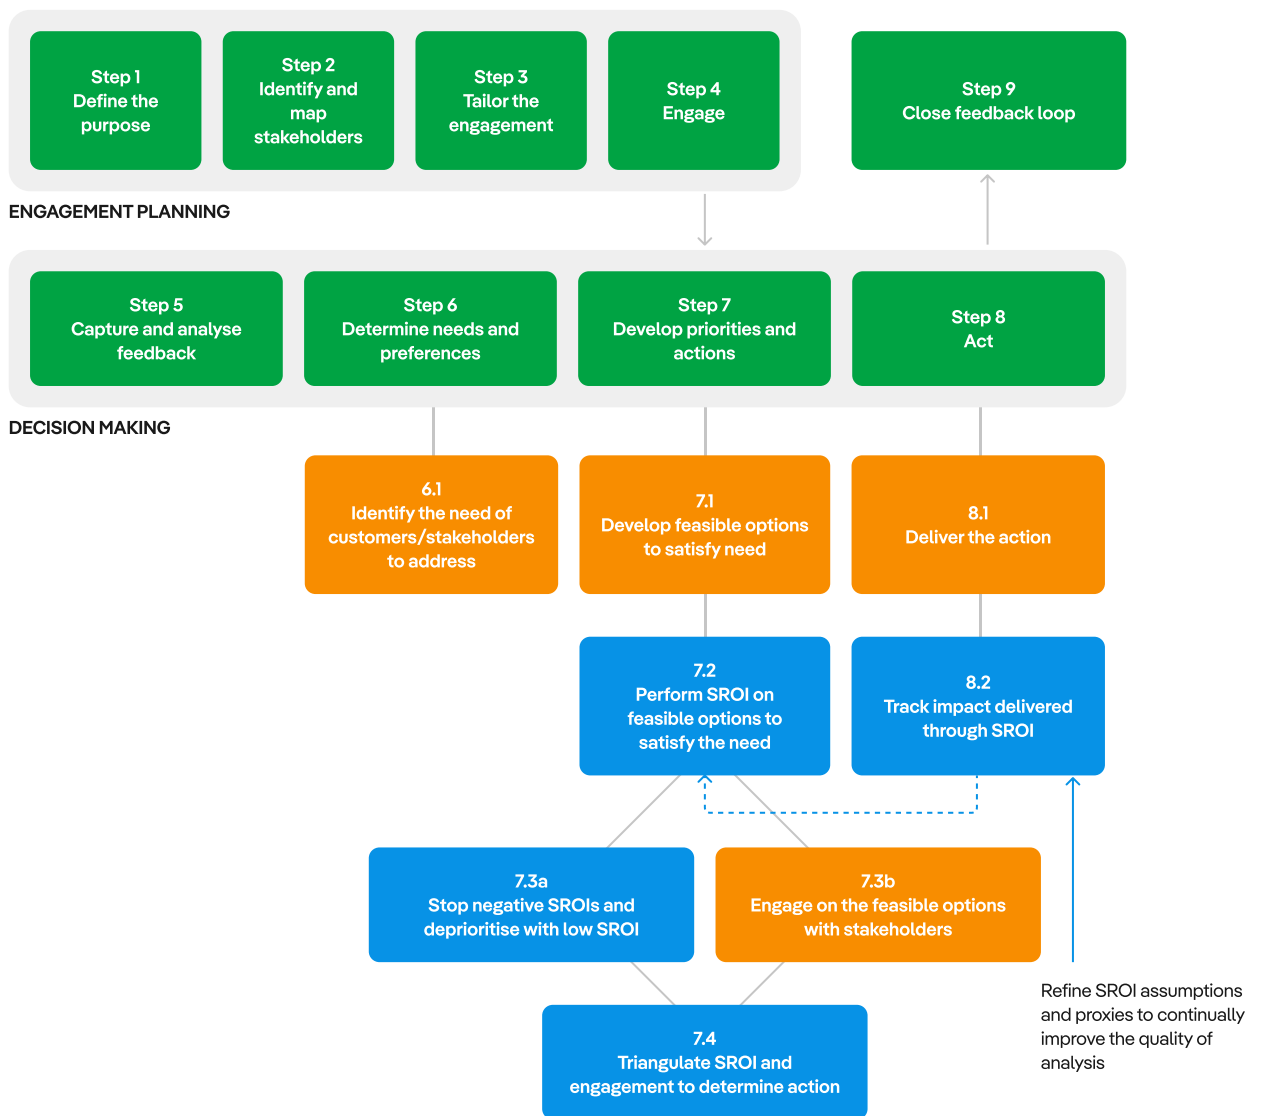 Step 1
Define the
purpose
Step 2
Identify and
map
stakeholders
Step 3
Tailor the
engagement
Step 4
Engage
Step 9
Close feedback loop
ENGAGEMENT PLANNING
Step 5
Capture and analyse
feedback
Step 6
Determine needs and
preferences
Step 7
Develop priorities and
actions
Step 8
Act
DECISION MAKING
6.1
Identify the need of
customers/stakeholders
to address
7.1
Develop feasible options
to satisfy need
8.1
Deliver the action
7.2
Perform SROI on
feasible options to
satisfy the need
8.2
Track impact delivered
through SROI
7.3a
Stop negative SROIs and
deprioritise with low SROI
7.3b
Engage on the feasible options
with stakeholders
Refine SROI assumptions
and proxies to continually
improve the quality of
analysis
7.4
Triangulate SROI and
engagement to determine action